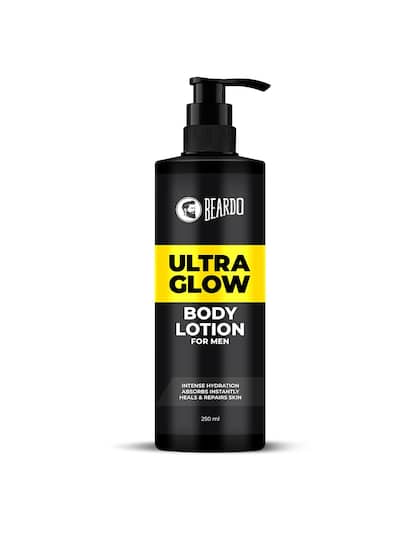 BEARDO
ULTRA
GLOW
BODY
LOTION
FOR MEN
INTENSE HYDRATION
ABSORBS INSTANTLY
HEALS & REPAIRS SKIN
250 ml